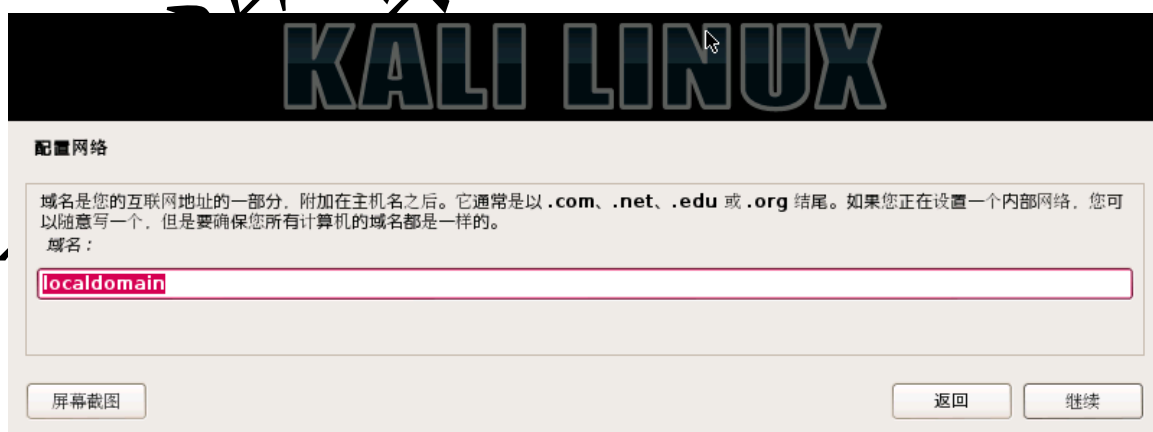 KALI LINUX
配置网络
域名是您的互联网地址的一部分，附加在主机名之后。它通常是以 .com、.net、.edu 或 .org 结尾。如果您正在设置一个内部网络，您可
以随意写一个，但是要确保您所有计算机的域名都是一样的。
域名：
localdomain
屏幕截图
返回
继续